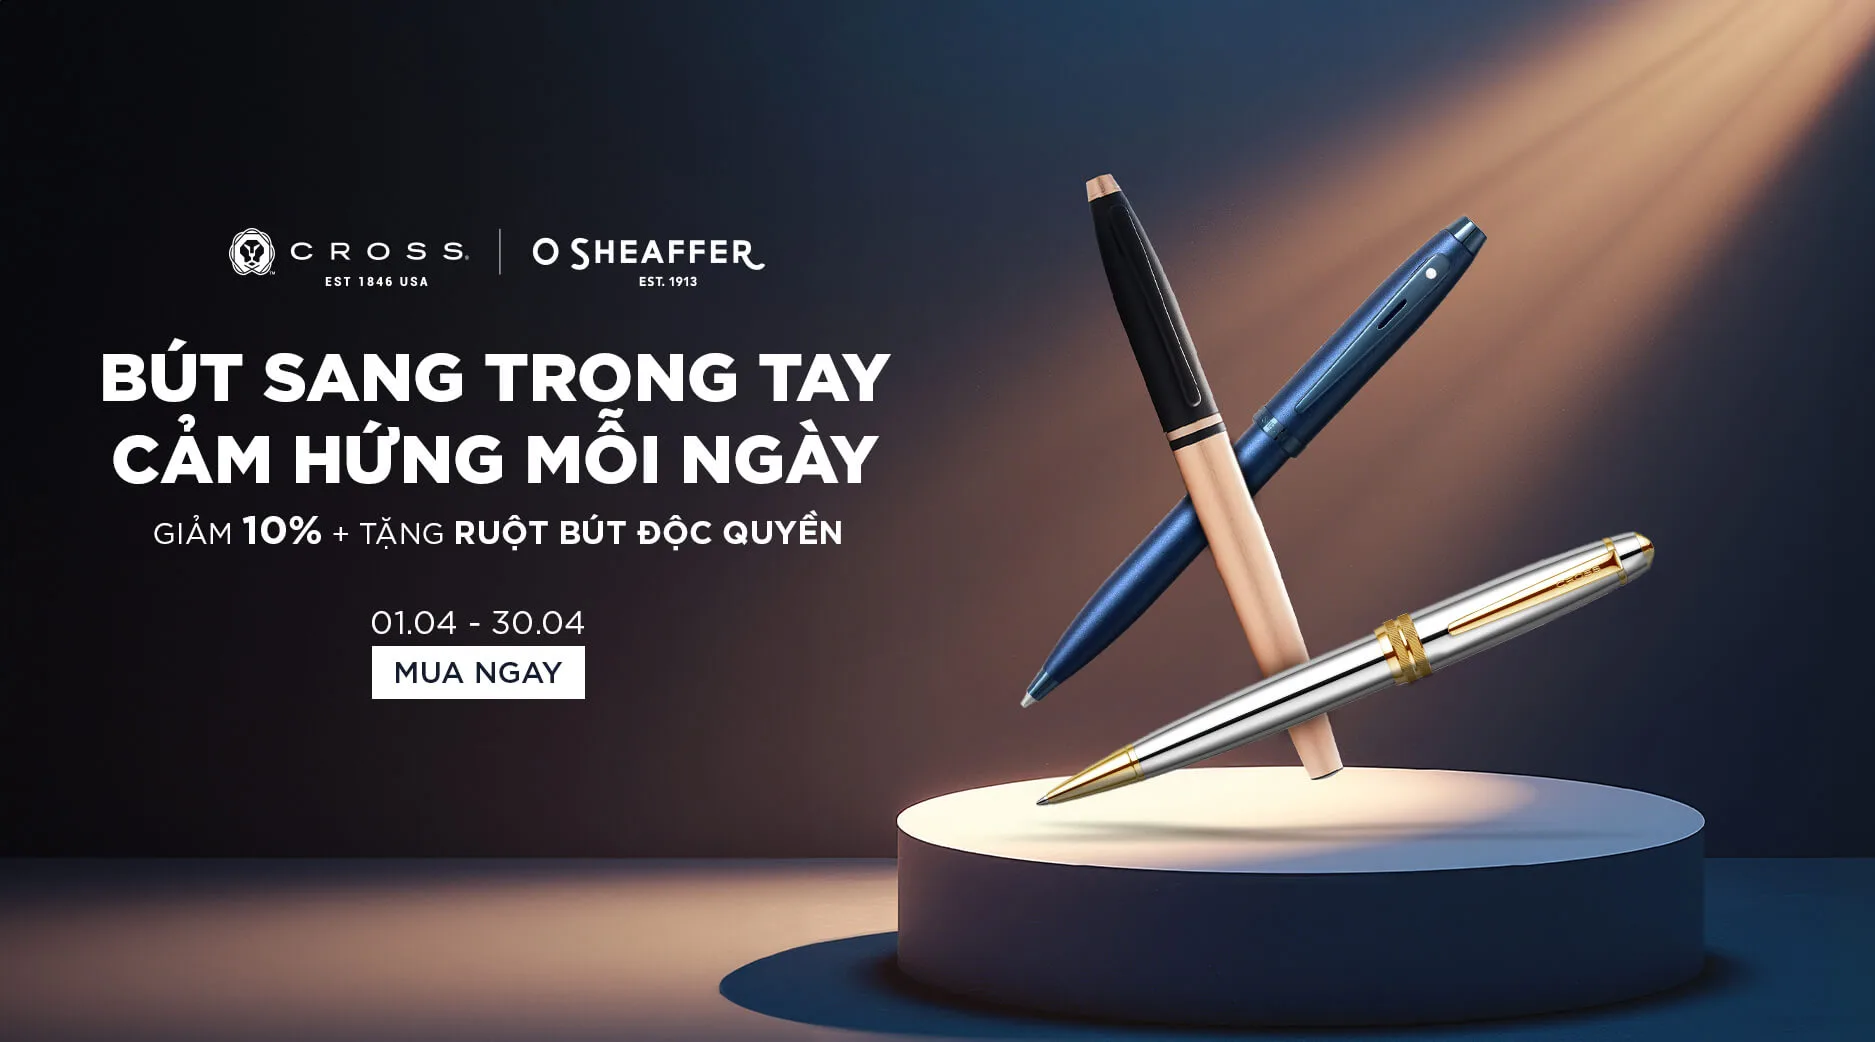 CROSS
EST 1846 USA
O SHEAFFER
EST. 1913
BÚT SANG TRONG TAY
CẢM HỨNG MỖI NGÀY
GIẢM 10% + TẶNG RUỘT BÚT ĐỘC QUYỀN
01.04 - 30.04
MUA NGAY
CROSS